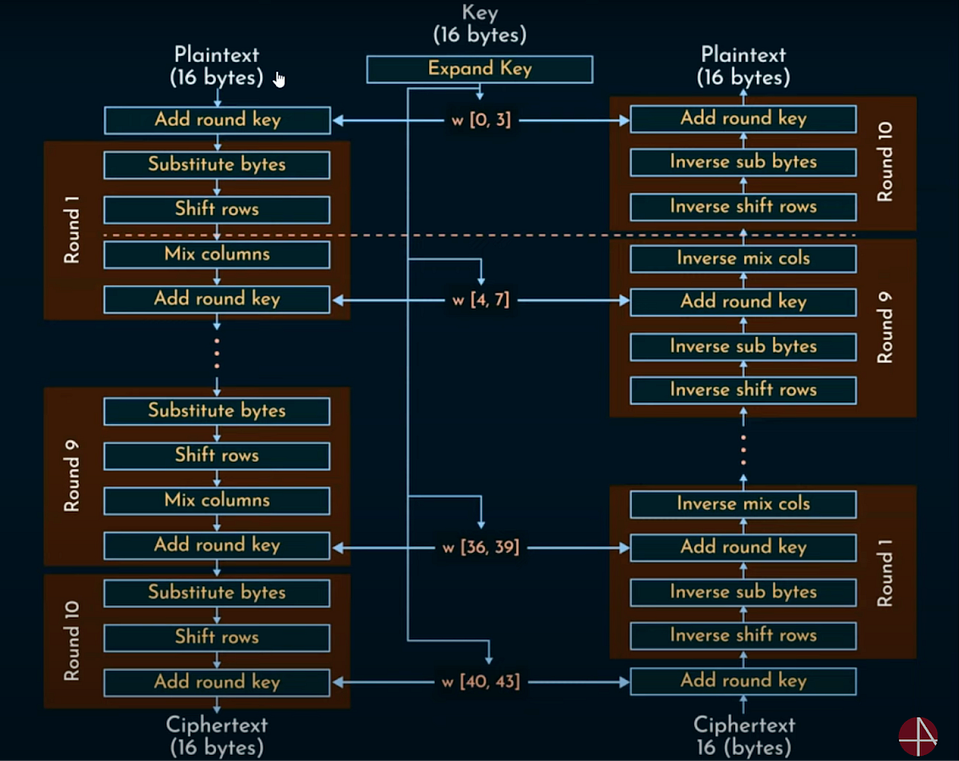 Key
(16 bytes)
Expand Key
Plaintext
(16 bytes)
Add round key
Round 1
Substitute bytes
Shift rows
Mix columns
Add round key
Round 9
Substitute bytes
Shift rows
Mix columns
Add round key
Round 10
Substitute bytes
Shift rows
Add round key
Ciphertext
(16 bytes)
w [0, 3]
w [4, 7]
w [36, 39]
w [40, 43]
Plaintext
(16 bytes)
Add round key
Inverse sub bytes
Inverse shift rows
Round 10
Inverse mix cols
Add round key
Inverse sub bytes
Inverse shift rows
Round 9
Inverse mix cols
Add round key
Inverse sub bytes
Inverse shift rows
Round 1
Add round key
Ciphertext
16 (bytes)